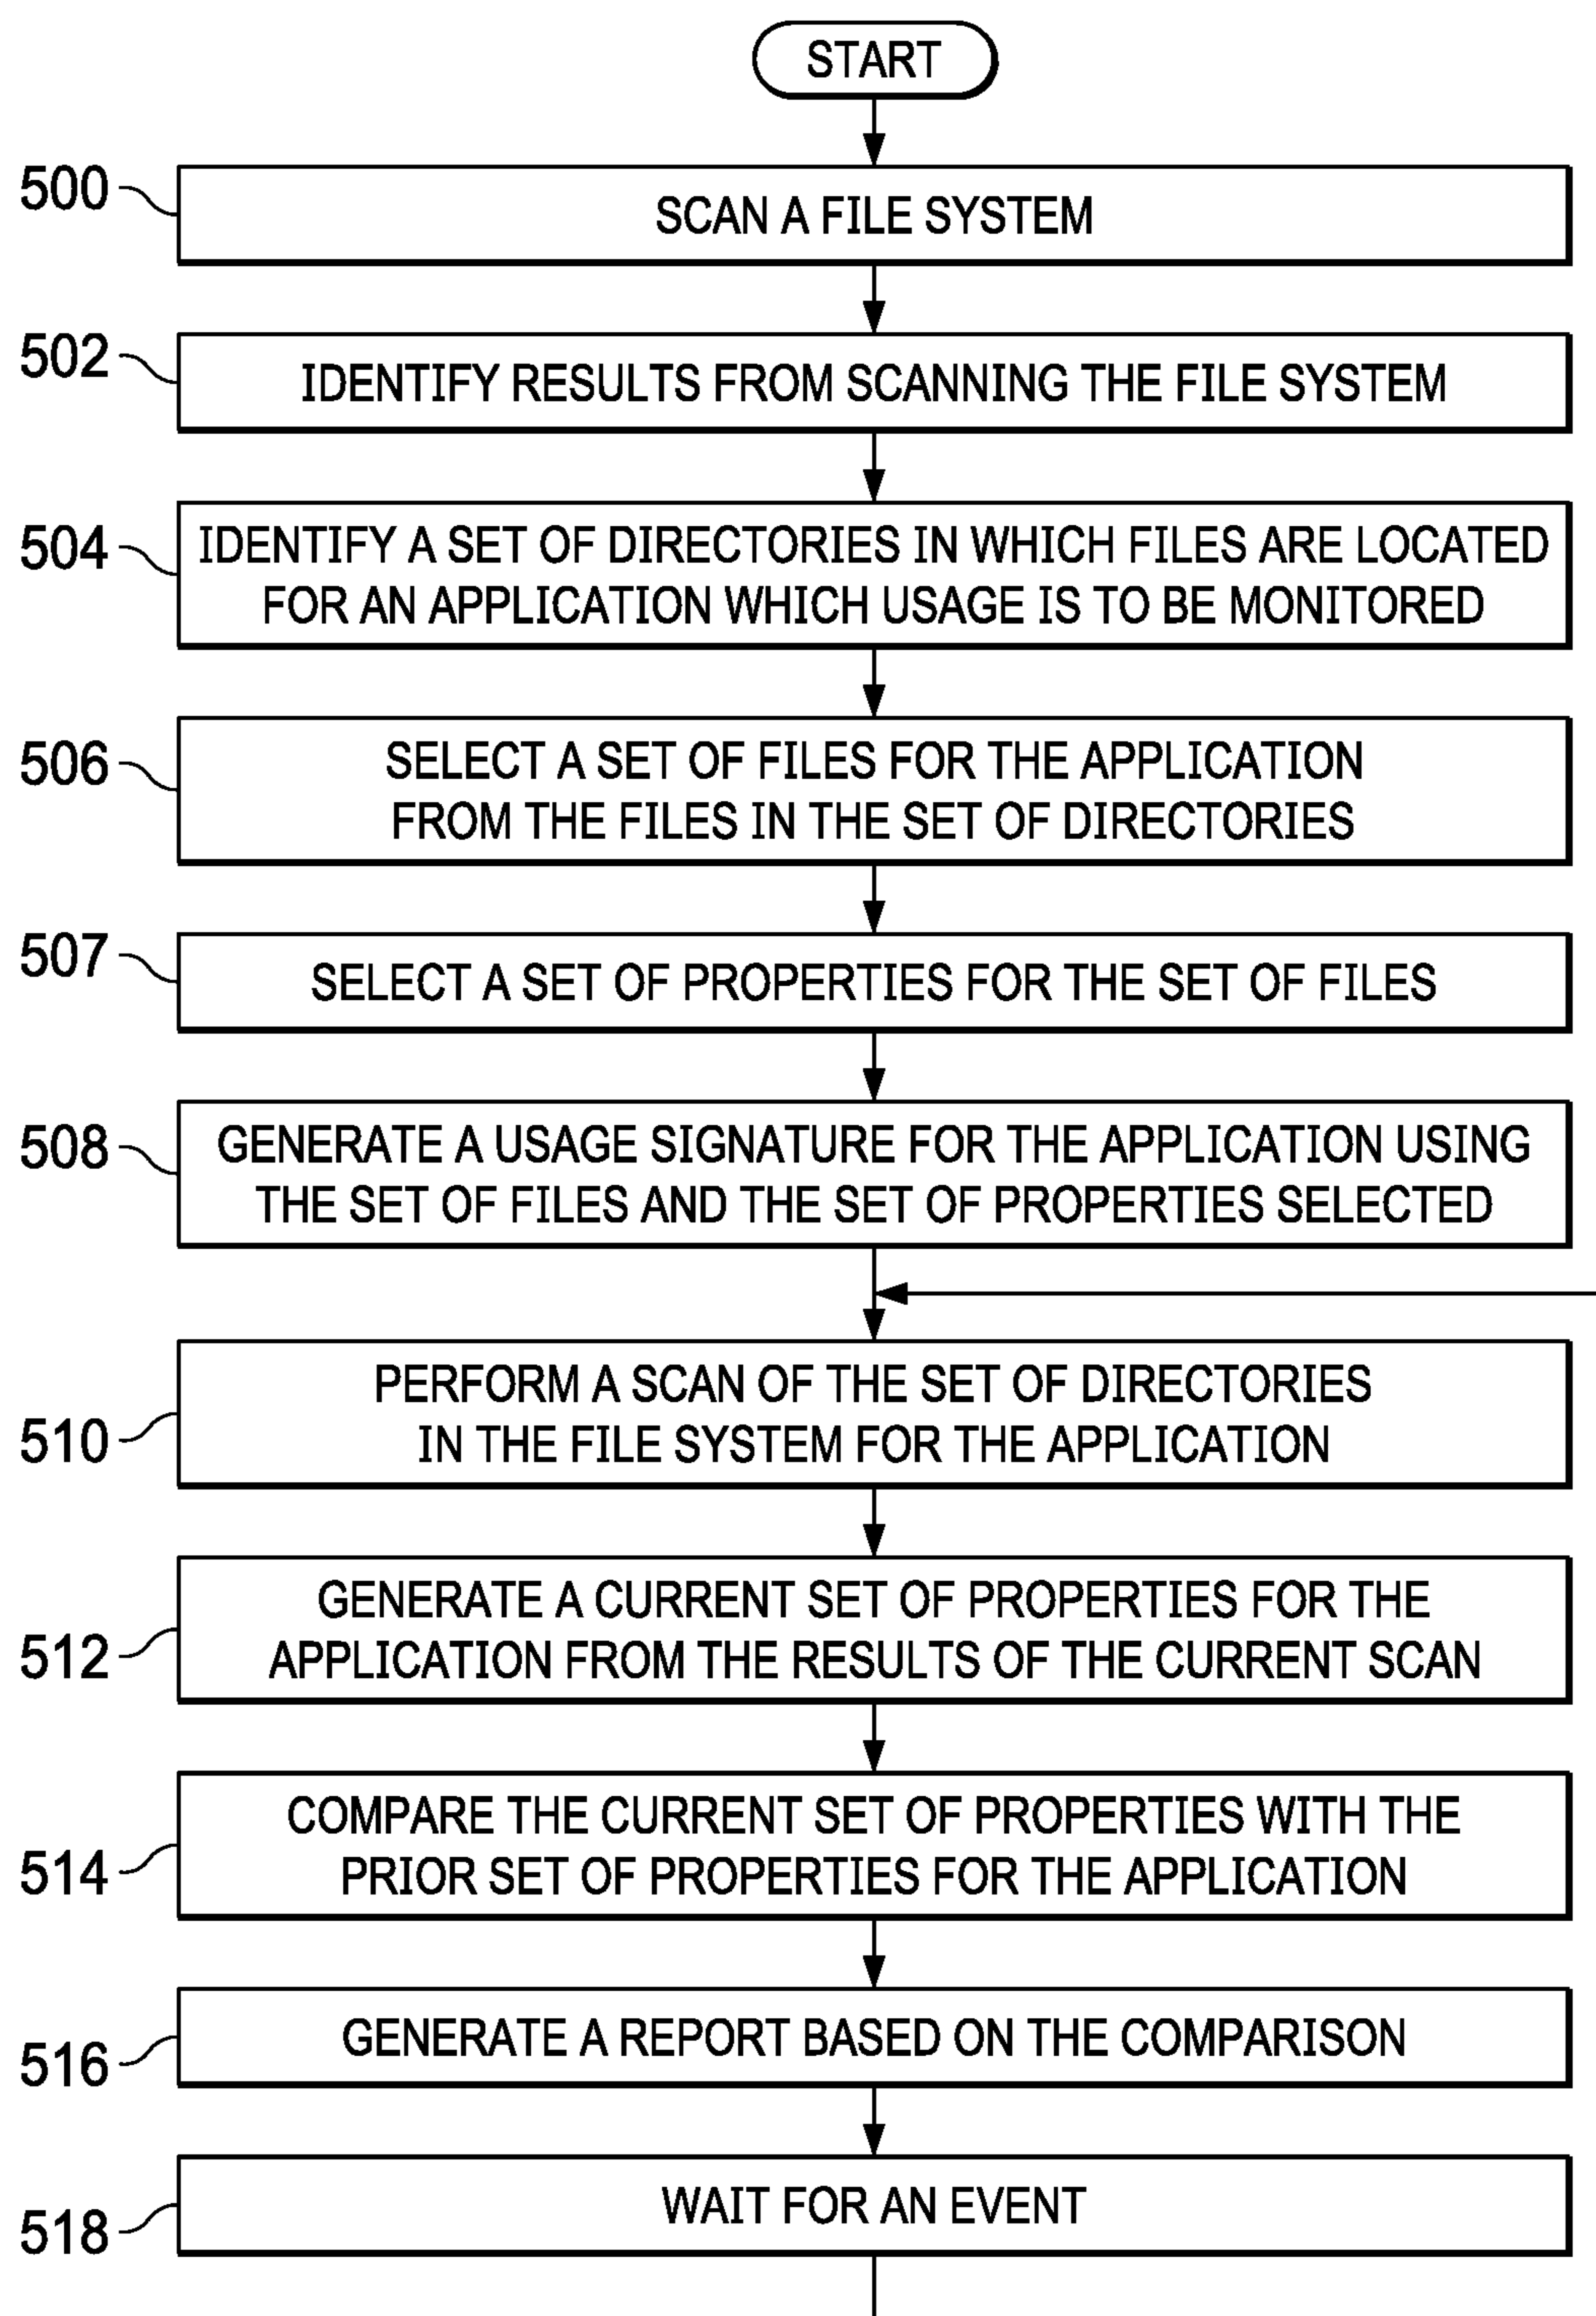 START
500
SCAN A FILE SYSTEM
502
IDENTIFY RESULTS FROM SCANNING THE FILE SYSTEM
504
IDENTIFY A SET OF DIRECTORIES IN WHICH FILES ARE LOCATED
FOR AN APPLICATION WHICH USAGE IS TO BE MONITORED
506
SELECT A SET OF FILES FOR THE APPLICATION
FROM THE FILES IN THE SET OF DIRECTORIES
507
SELECT A SET OF PROPERTIES FOR THE SET OF FILES
508
GENERATE A USAGE SIGNATURE FOR THE APPLICATION USING
THE SET OF FILES AND THE SET OF PROPERTIES SELECTED
510
PERFORM A SCAN OF THE SET OF DIRECTORIES
IN THE FILE SYSTEM FOR THE APPLICATION
512
GENERATE A CURRENT SET OF PROPERTIES FOR THE
APPLICATION FROM THE RESULTS OF THE CURRENT SCAN
514
COMPARE THE CURRENT SET OF PROPERTIES WITH THE
PRIOR SET OF PROPERTIES FOR THE APPLICATION
516
GENERATE A REPORT BASED ON THE COMPARISON
518
WAIT FOR AN EVENT